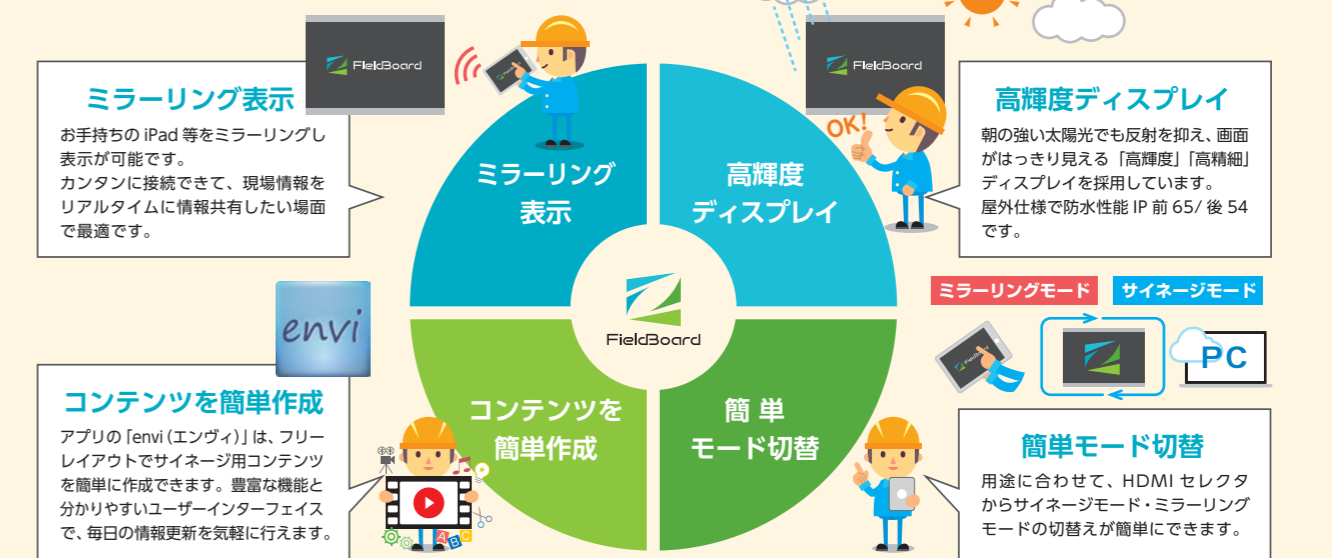 FieldBoard
ミラーリング表示
お手持ちの iPad 等をミラーリングし
表示が可能です。
カンタンに接続できて、現場情報を
リアルタイムに情報共有したい場面
で最適です。
ミラーリング
表示
FieldBoard
OK!
高輝度ディスプレイ
朝の強い太陽光でも反射を抑え、画面
がはっきり見える「高輝度」「高精細」
ディスプレイを採用しています。
屋外仕様で防水性能 IP 前 65/ 後 54
です。
高輝度
ディスプレイ
FieldBoard
envi
コンテンツを簡単作成
アプリの「envi（エンヴィ）」は、フリー
レイアウトでサイネージ用コンテンツ
を簡単に作成できます。豊富な機能と
分かりやすいユーザーインターフェイス
で、毎日の情報更新を気軽に行えます。
コンテンツを
簡単作成
A B C
簡 単
モード切替
ミラーリングモード
サイネージモード
FieldBoard
PC
簡単モード切替
用途に合わせて、HDMI セレクタ
からサイネージモード・ミラーリング
モードの切替えが簡単にできます。